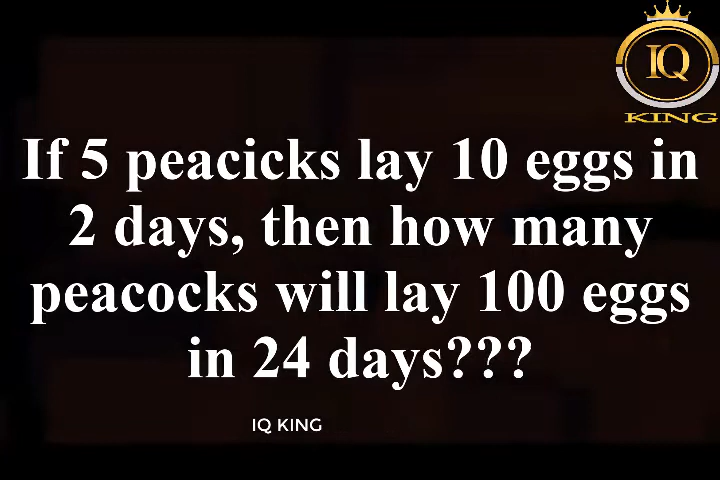 IQ
KING
If 5 peacicks lay 10 eggs in
2 days, then how many
peacocks will lay 100 eggs
in 24 days???
IQ KING